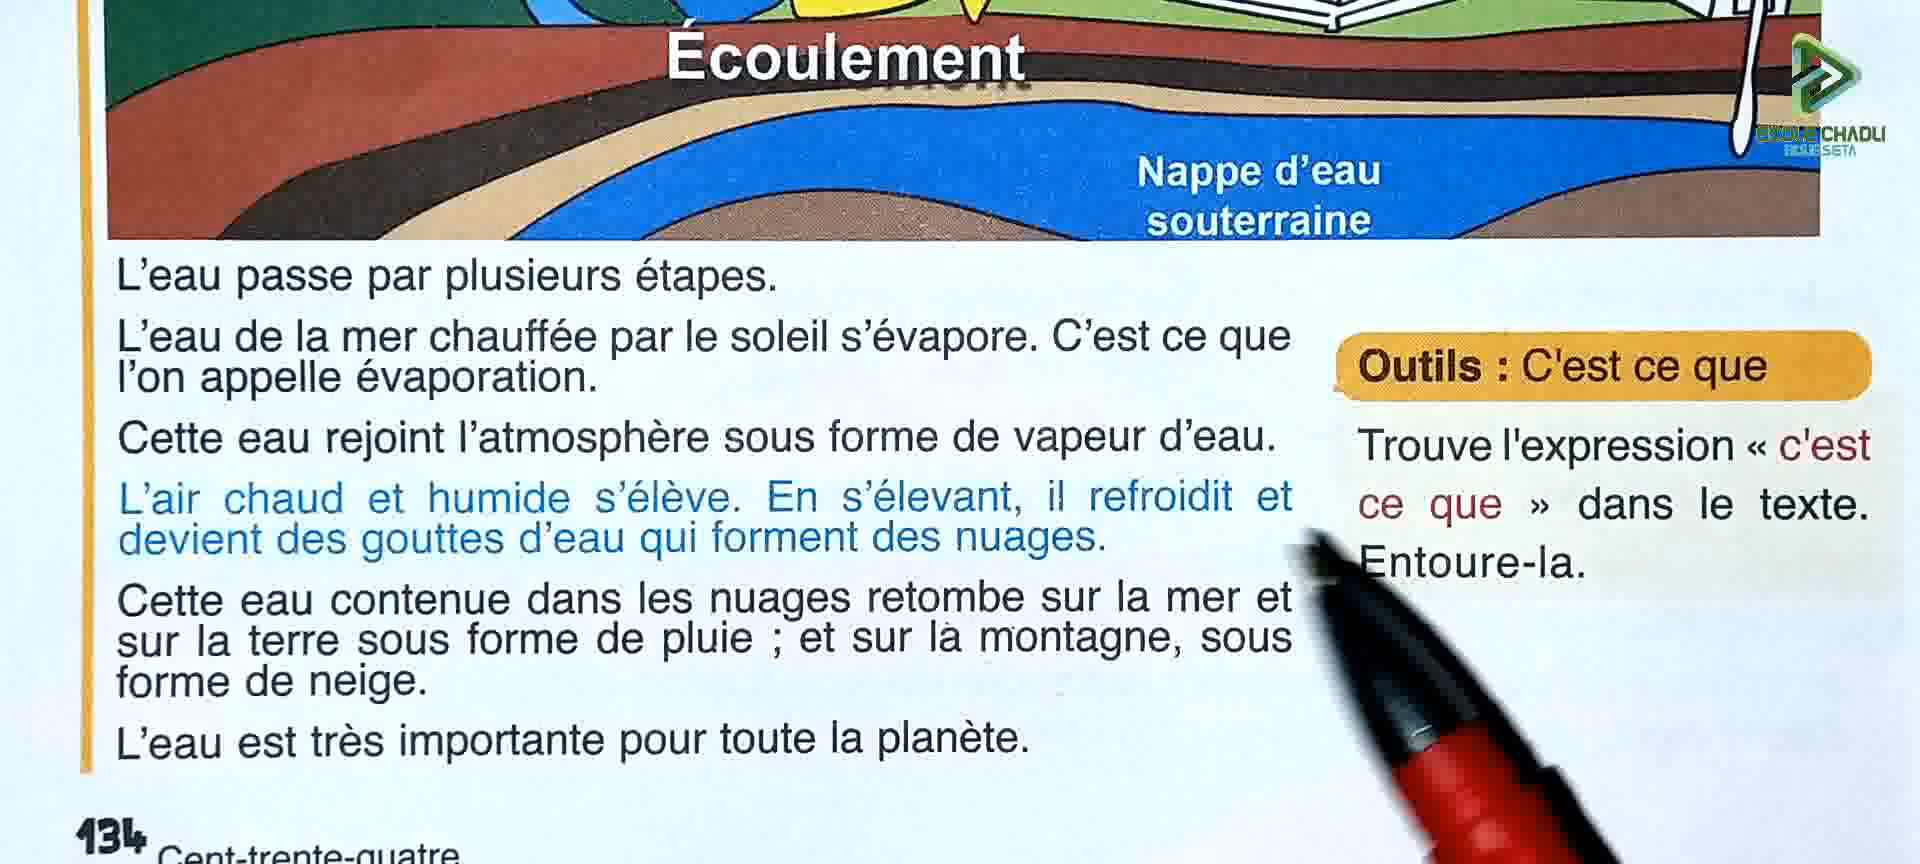 Écoulement
Nappe d'eau
souterraine
ECOLE CHADLI
L'eau passe par plusieurs étapes.
L'eau de la mer chauffée par le soleil s'évapore. C'est ce que
l'on appelle évaporation.
Cette eau rejoint l'atmosphère sous forme de vapeur d'eau.
L'air chaud et humide s'élève. En s'élevant, il refroidit et
devient des gouttes d'eau qui forment des nuages.
Cette eau contenue dans les nuages retombe sur la mer et
sur la terre sous forme de pluie ; et sur la montagne, sous
forme de neige.
L'eau est très importante pour toute la planète.
Outils : C'est ce que
Trouve l'expression « c'est
ce que » dans le texte.
Entoure-la.
134
Cent-trente-quatre